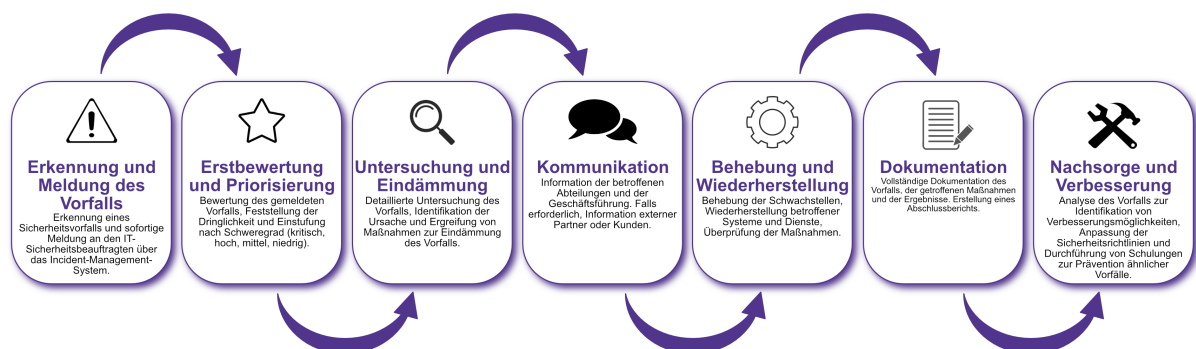 Erkennung und
Meldung des
Vorfalls
Erkennung eines
Sicherheitsvorfalls und sofortige
Meldung an den IT-
Sicherheitsbeauftragten über
das Incident-Management-
System.
Erstbewertung
und Priorisierung
Bewertung des gemeldeten
Vorfalls, Feststellung der
Dringlichkeit und Einstufung
nach Schweregrad (kritisch,
hoch, mittel, niedrig).
Untersuchung und
Eindämmung
Detaillierte Untersuchung des
Vorfalls, Identifikation der
Ursache und Ergreifung von
Maßnahmen zur Eindämmung
des Vorfalls.
Kommunikation
Information der betroffenen
Abteilungen und der
Geschäftsführung. Falls
erforderlich, Information externer
Partner oder Kunden.
Behebung und
Wiederherstellung
Behebung der Schwachstellen,
Wiederherstellung betroffener
Systeme und Dienste,
Überprüfung der Maßnahmen.
Dokumentation
Vollständige Dokumentation des
Vorfalls, der getroffenen Maßnahmen
und der Ergebnisse. Erstellung eines
Abschlussberichts.
Nachsorge und
Verbesserung
Analyse des Vorfalls zur
Identifikation von
Verbesserungsmöglichkeiten,
Anpassung der
Sicherheitsrichtlinien und
Durchführung von Schulungen
zur Prävention ähnlicher
Vorfälle.